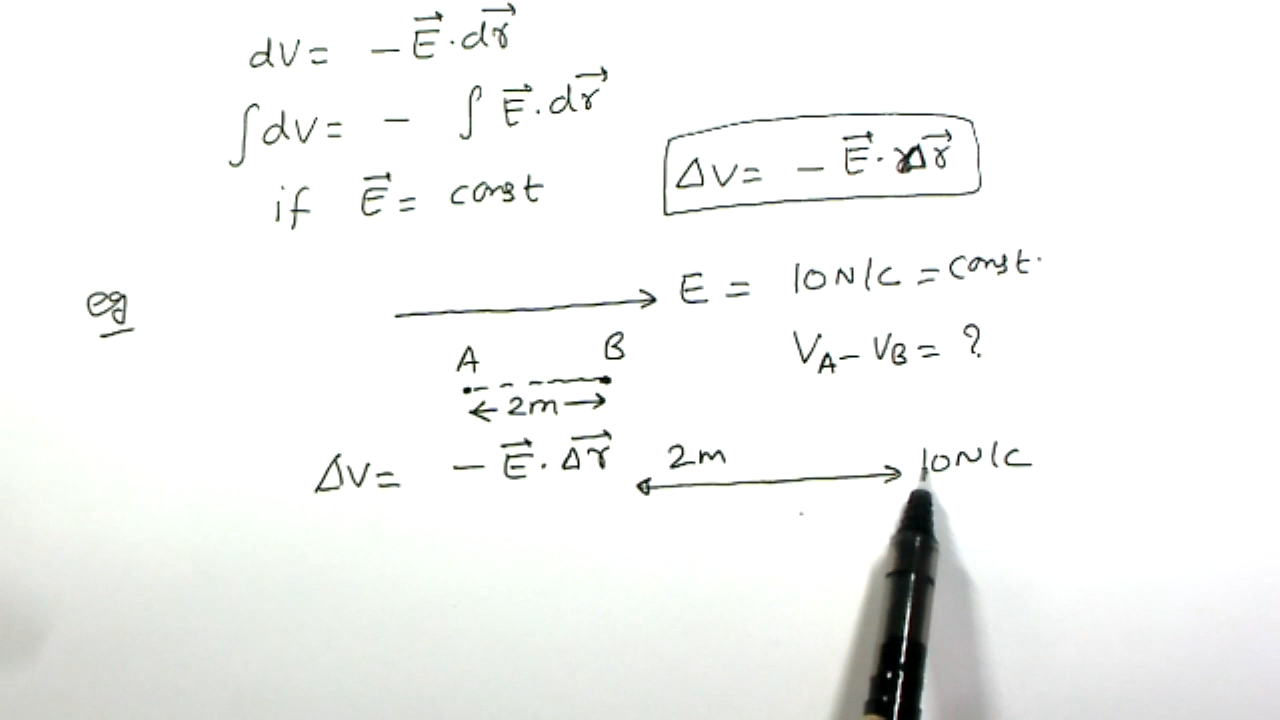 dV = - E⃗·dr⃗
∫dV = - ∫ E⃗·dr⃗
if E⃗ = const
ΔV = - E⃗·Δr⃗
eg
E = 10N/C = const.
A B
VA - VB = ?
2m
ΔV = - E⃗·Δr⃗ 2m 10N/C